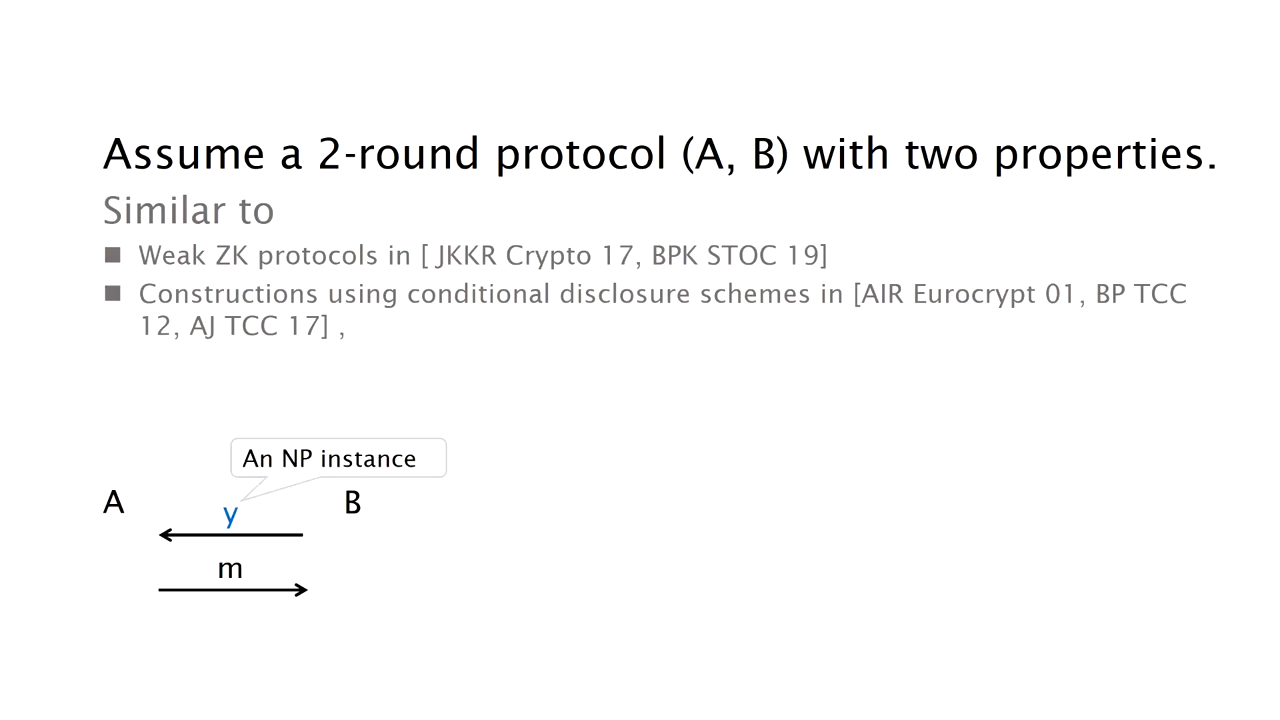 Assume a 2-round protocol (A, B) with two properties.
Similar to
■ Weak ZK protocols in [ JKKR Crypto 17, BPK STOC 19]
■ Constructions using conditional disclosure schemes in [AIR Eurocrypt 01, BP TCC
12, AJ TCC 17] ,
An NP instance
A y B
m